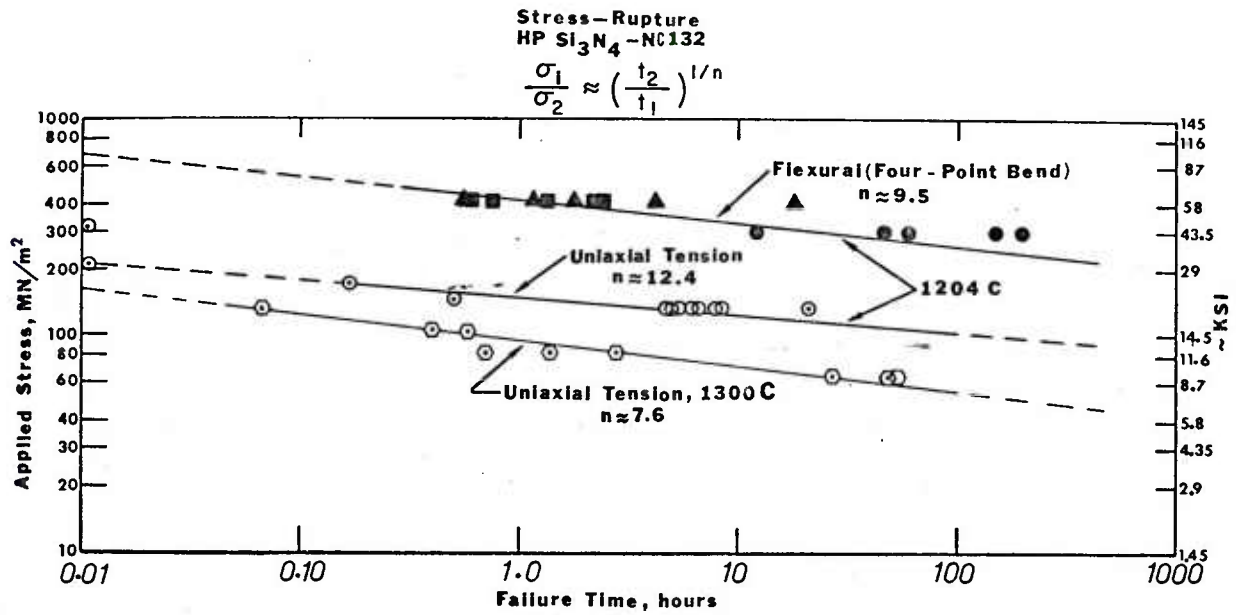 Stress-Rupture
HP Si3N4-NC132
σ1/σ2 ≈ (t2/t1)^1/n
1000
800
600
400
300
200
100
80
60
40
30
20
10
Applied Stress, MN/m2
145
116
87
58
43.5
29
14.5
11.6
8.7
5.8
4.35
2.9
1.45
~KSI
Flexural (Four-Point Bend)
n≈9.5
Uniaxial Tension
n≈12.4
1204 C
Uniaxial Tension, 1300 C
n≈7.6
0.01
0.10
1.0
10
100
1000
Failure Time, hours